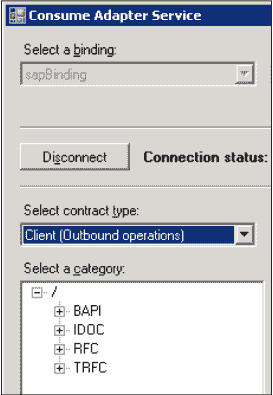 Consume Adapter Service
Select a binding:
sapBinding
Disconnect Connection status:
Select contract type:
Client (Outbound operations)
Select a category:
/
BAPI
IDOC
RFC
TRFC